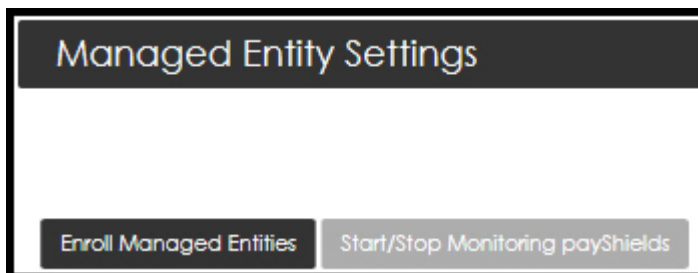 Managed Entity Settings
Enroll Managed Entities Start/Stop Monitoring payShields